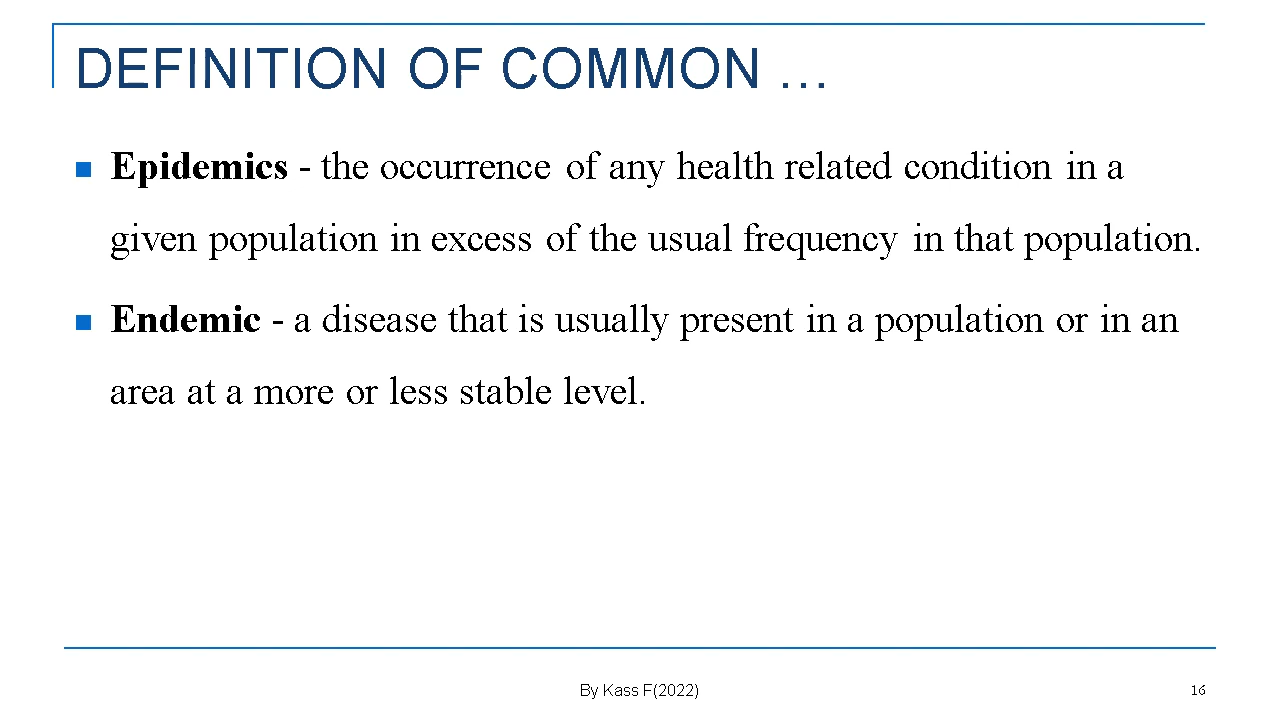 DEFINITION OF COMMON …
Epidemics - the occurrence of any health related condition in a
given population in excess of the usual frequency in that population.
Endemic - a disease that is usually present in a population or in an
area at a more or less stable level.
By Kass F(2022)
16